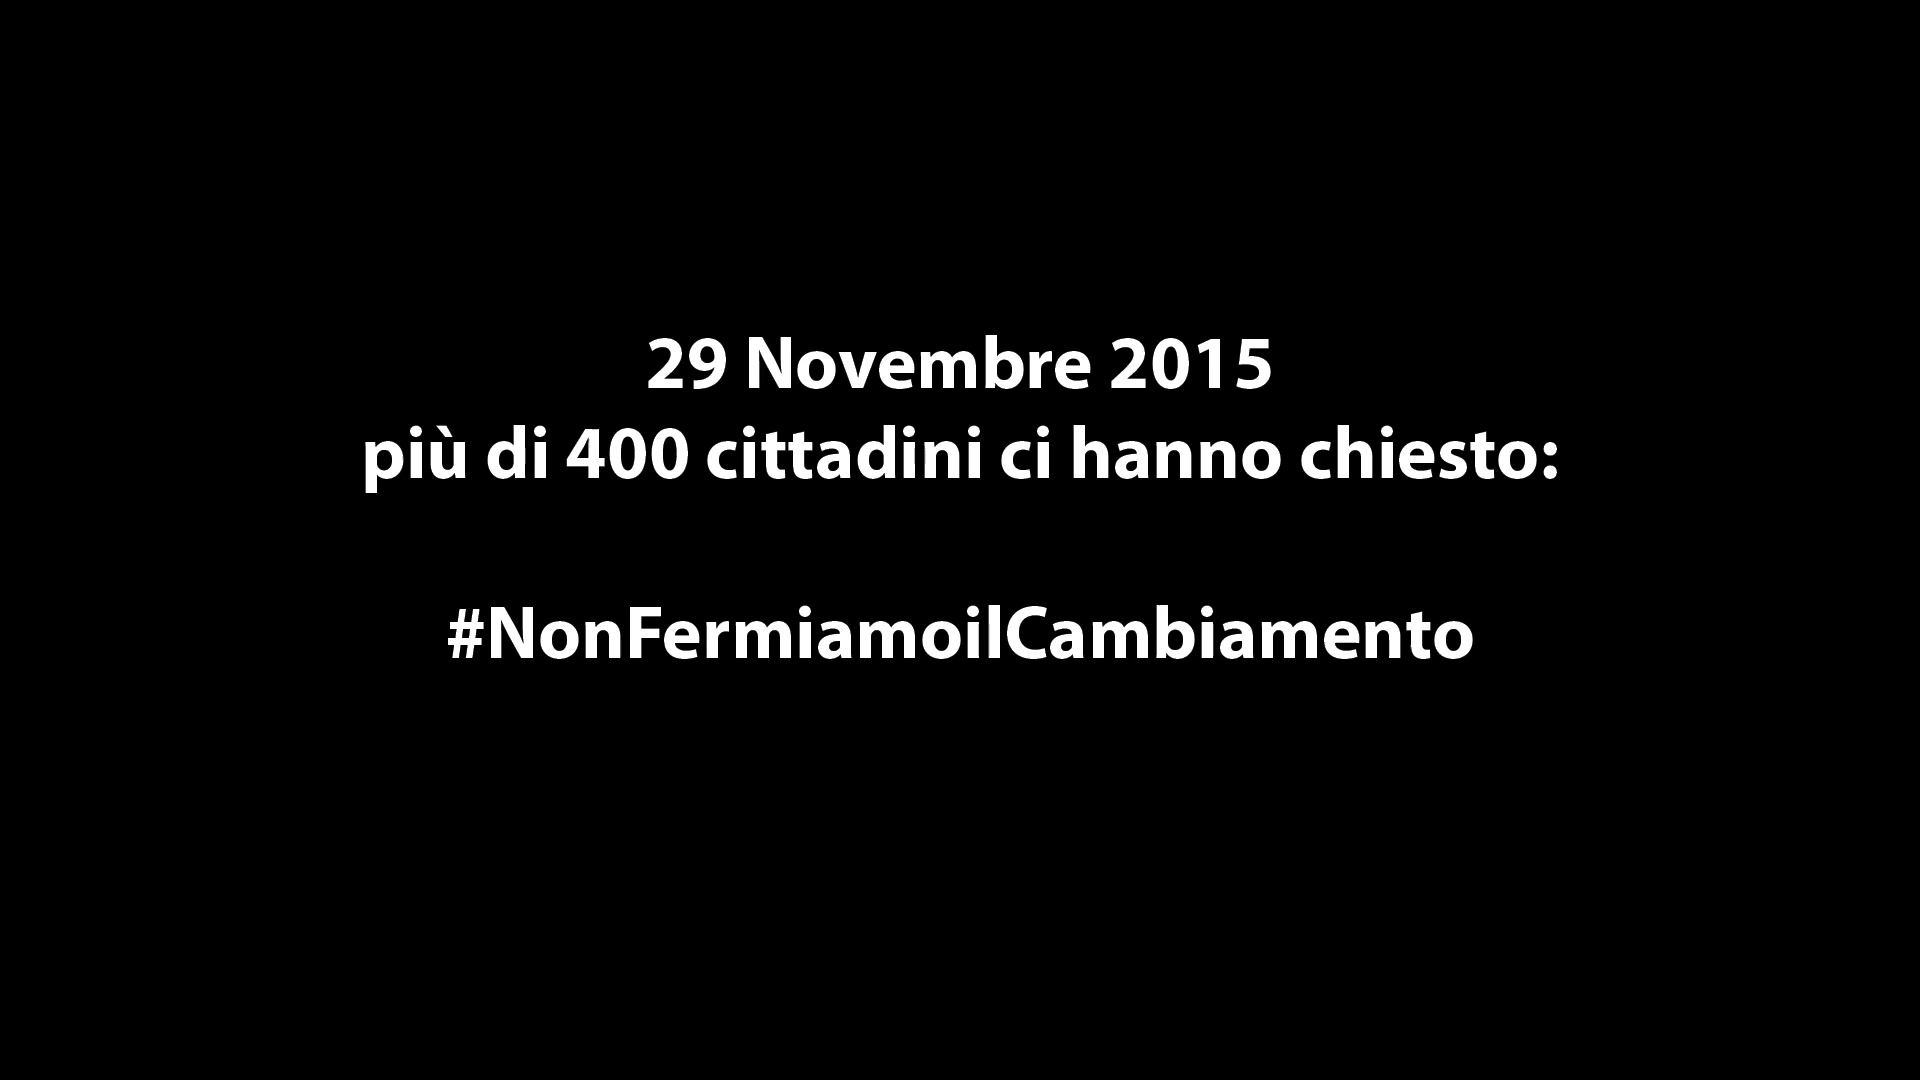 29 Novembre 2015
più di 400 cittadini ci hanno chiesto:
#NonFermiamoilCambiamento